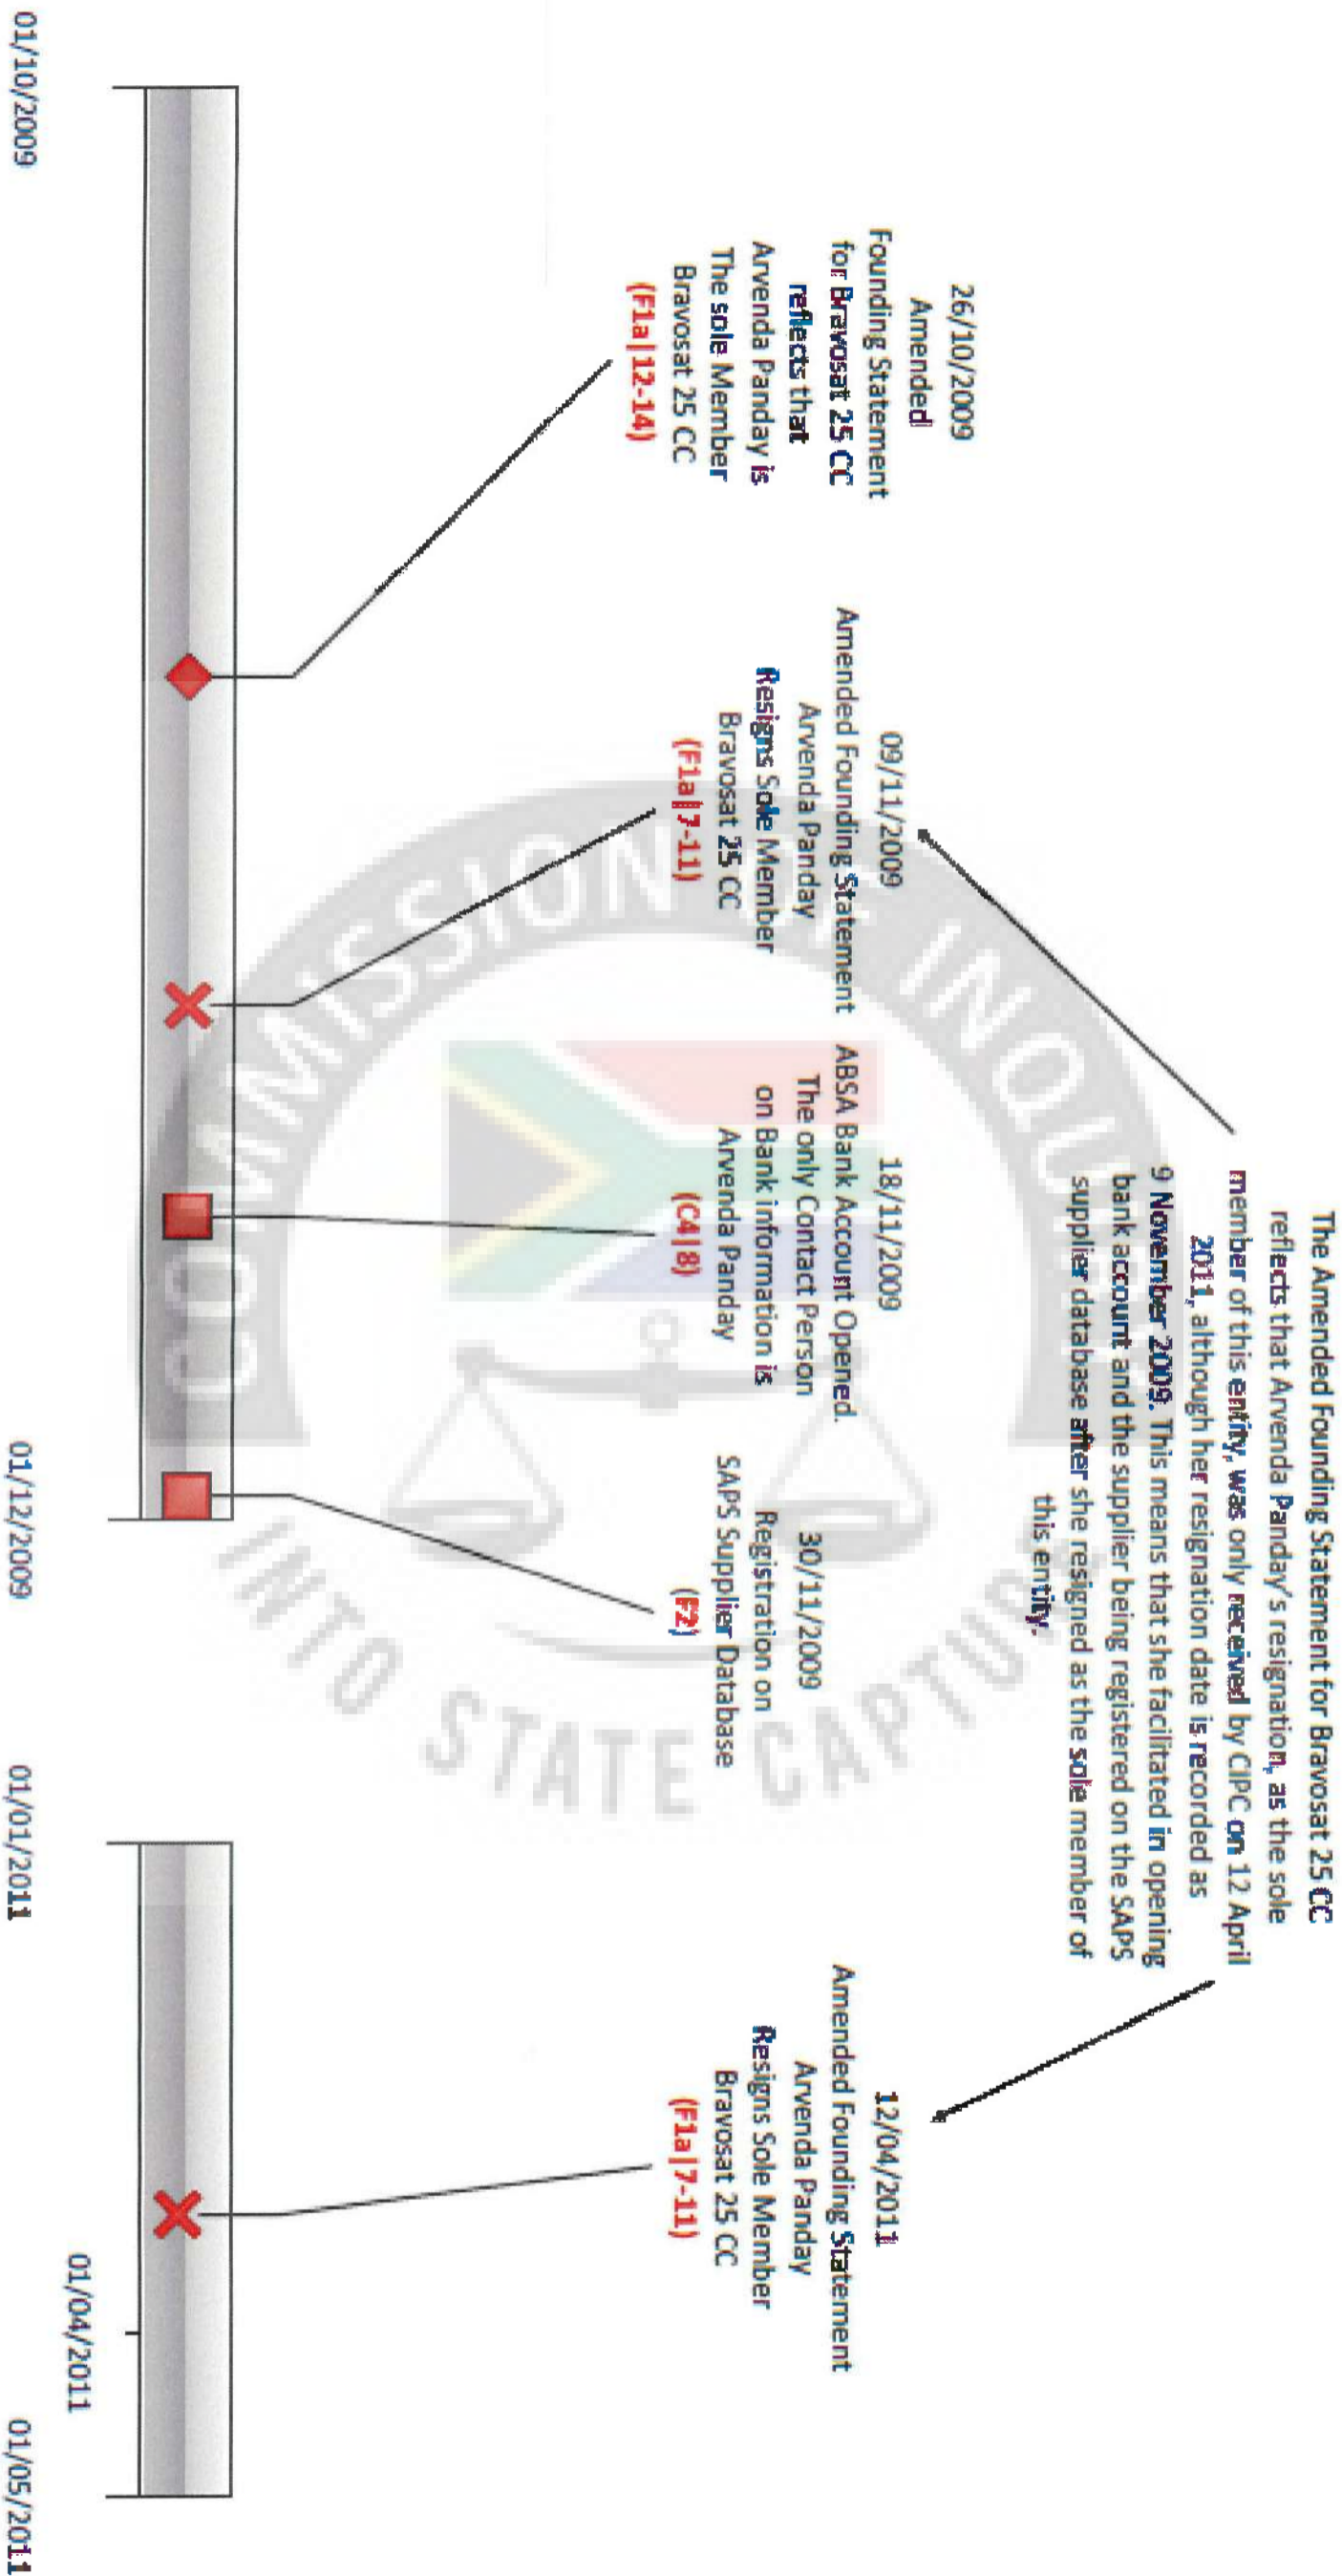 The Amended Founding Statement for Bravosat 25 CC
reflects that Arvenda Panday's resignation, as the sole
member of this entity, was only received by CIPC on 12 April
2011, although her resignation date is recorded as
9 November 2009. This means that she facilitated in opening
bank account and the supplier being registered on the SAPS
supplier database after she resigned as the sole member of
this entity.
26/10/2009
Amended
Founding Statement
for Bravosat 25 CC
reflects that
Arvenda Panday is
The sole Member
Bravosat 25 CC
(F1a|12-14)
09/11/2009
Amended Founding Statement
Arvenda Panday
Resigns Sole Member
Bravosat 25 CC
(F1a|7-11)
18/11/2009
ABSA Bank Account Opened.
The only Contact Person
on Bank information is
Arvenda Panday
(C4|8)
30/11/2009
Registration on
SAPS Supplier Database
(F2)
12/04/2011
Amended Founding Statement
Arvenda Panday
Resigns Sole Member
Bravosat 25 CC
(F1a|7-11)
01/10/2009
01/12/2009
01/01/2011
01/04/2011
01/05/2011
COMMISSION OF INQUIRY
INTO STATE CAPTURE